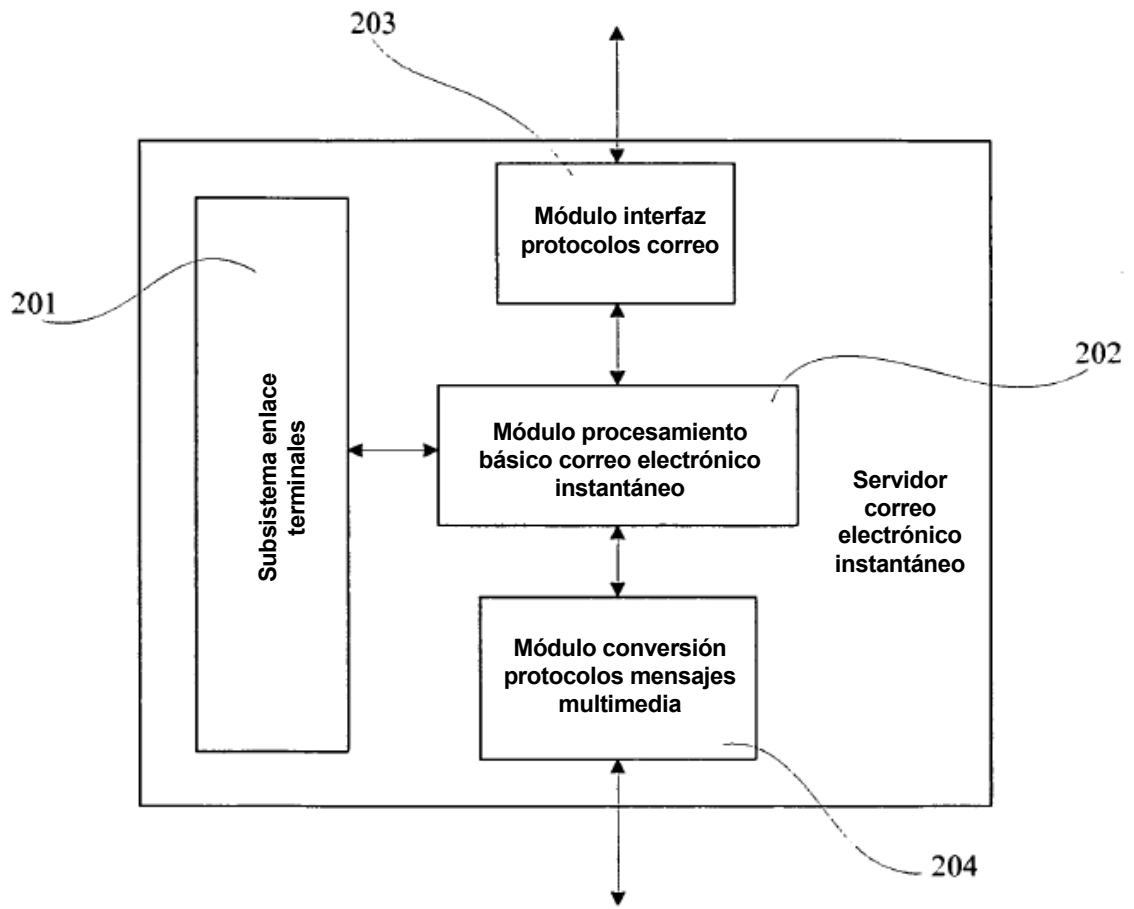 203
Módulo interfaz
protocolos correo
201
202
Subsistema enlace
terminales
Módulo procesamiento
básico correo electrónico
instantáneo
Servidor
correo
electrónico
instantáneo
Módulo conversión
protocolos mensajes
multimedia
204